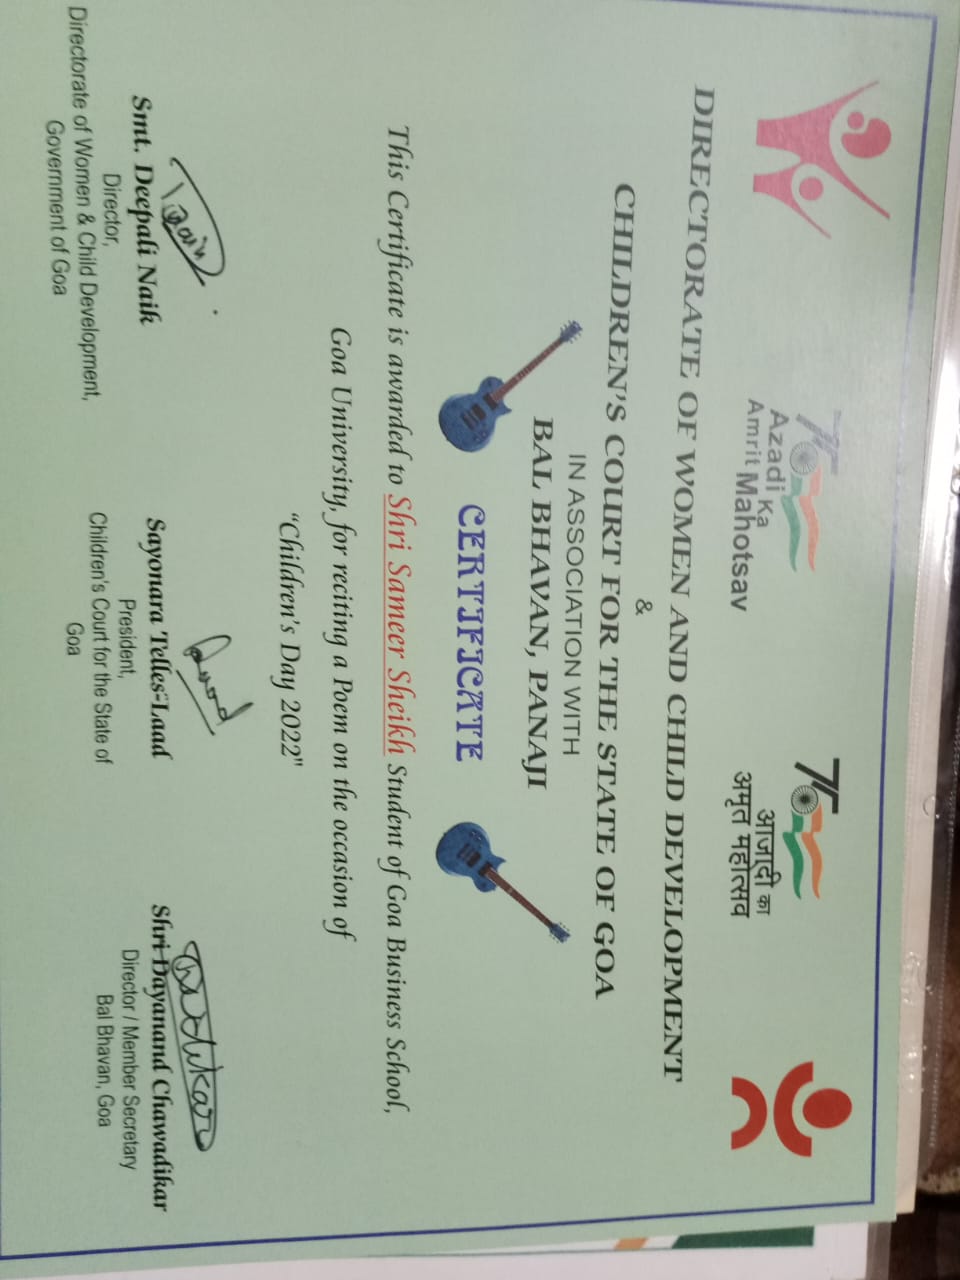 Azadi Ka
Amrit Mahotsav
आजादी का
अमृत महोत्सव
DIRECTORATE OF WOMEN AND CHILD DEVELOPMENT
&
CHILDREN'S COURT FOR THE STATE OF GOA
IN ASSOCIATION WITH
BAL BHAVAN, PANAJI
CERTIFICATE
This Certificate is awarded to Shri Sameer Sheikh Student of Goa Business School,
Goa University, for reciting a Poem on the occasion of
“Children's Day 2022"
Smt. Deepali Naik
Director,
Directorate of Women & Child Development,
Government of Goa
Sayonara Telles-Laad
President,
Children's Court for the State of
Goa
Shri Dayanand Chawadikar
Director / Member Secretary
Bal Bhavan, Goa